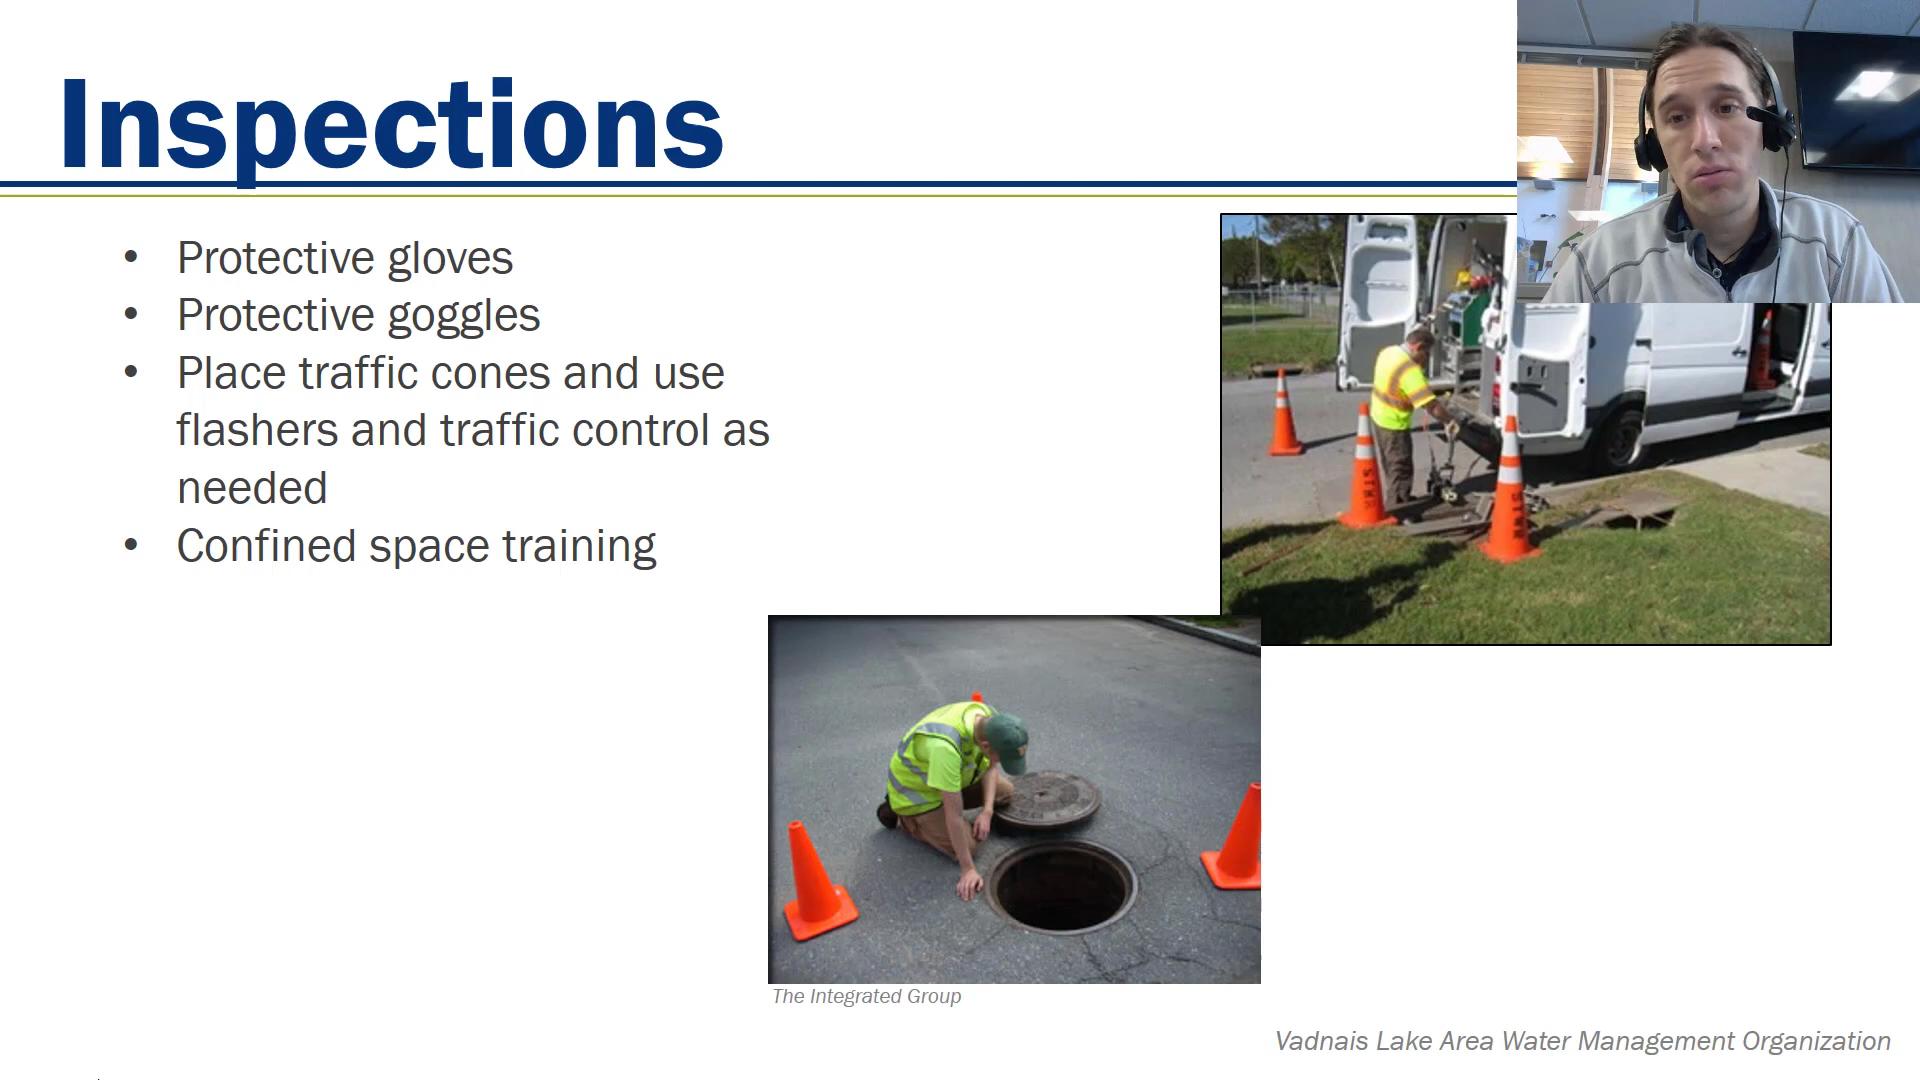 Inspections
• Protective gloves
• Protective goggles
• Place traffic cones and use
flashers and traffic control as
needed
• Confined space training
The Integrated Group
Vadnais Lake Area Water Management Organization